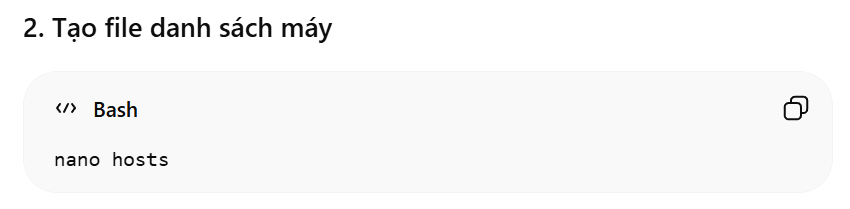 2. Tạo file danh sách máy
Bash
nano hosts